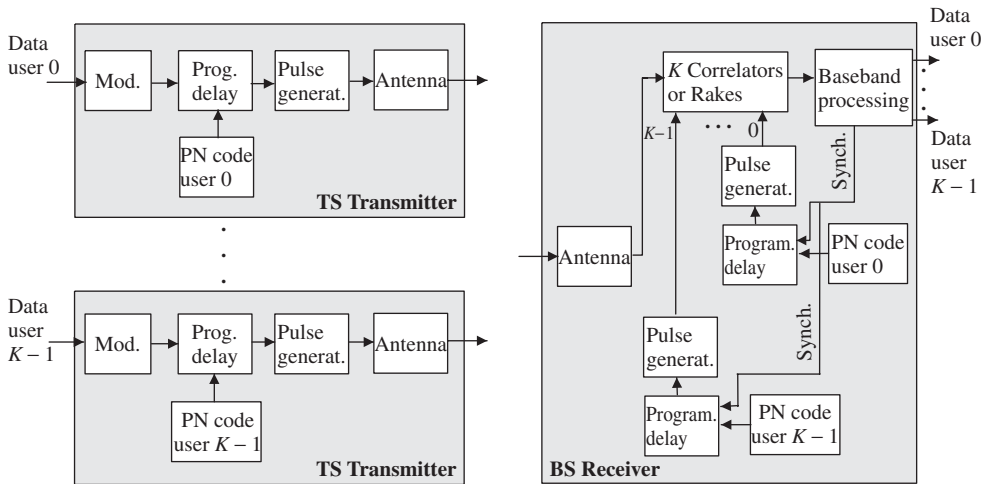 Data
user 0
Mod.
Prog.
delay
Pulse
generat.
Antenna
PN code
user 0
TS Transmitter
Data
user
K − 1
Mod.
Prog.
delay
Pulse
generat.
Antenna
PN code
user K − 1
TS Transmitter
Data
user 0
K Correlators
or Rakes
Baseband
processing
K−1
0
Data
user
K − 1
Synch.
Pulse
generat.
Antenna
Program.
delay
PN code
user 0
Synch.
Pulse
generat.
Program.
delay
PN code
user K − 1
BS Receiver